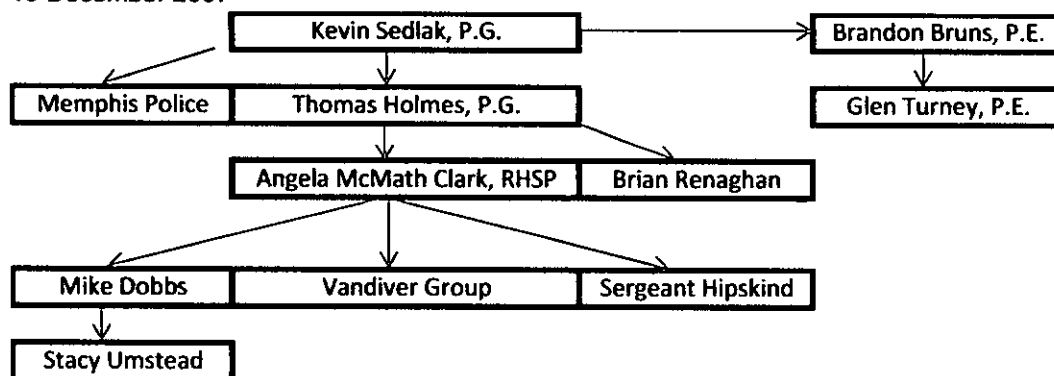 Kevin Sedlak, P.G.
Brandon Bruns, P.E.
Memphis Police
Thomas Holmes, P.G.
Glen Turney, P.E.
Angela McMath Clark, RHSP
Brian Renaghan
Mike Dobbs
Vandiver Group
Sergeant Hipskind
Stacy Umstead